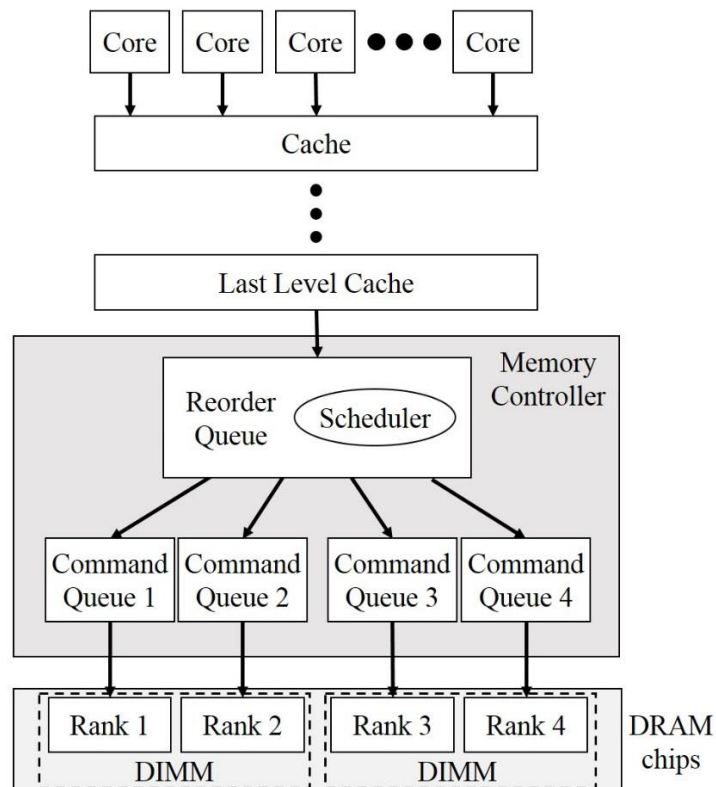 Core Core Core Core
Cache
Last Level Cache
Memory
Controller
Reorder
Queue
Scheduler
Command
Queue 1
Command
Queue 2
Command
Queue 3
Command
Queue 4
Rank 1 Rank 2 Rank 3 Rank 4
DIMM DIMM
DRAM
chips